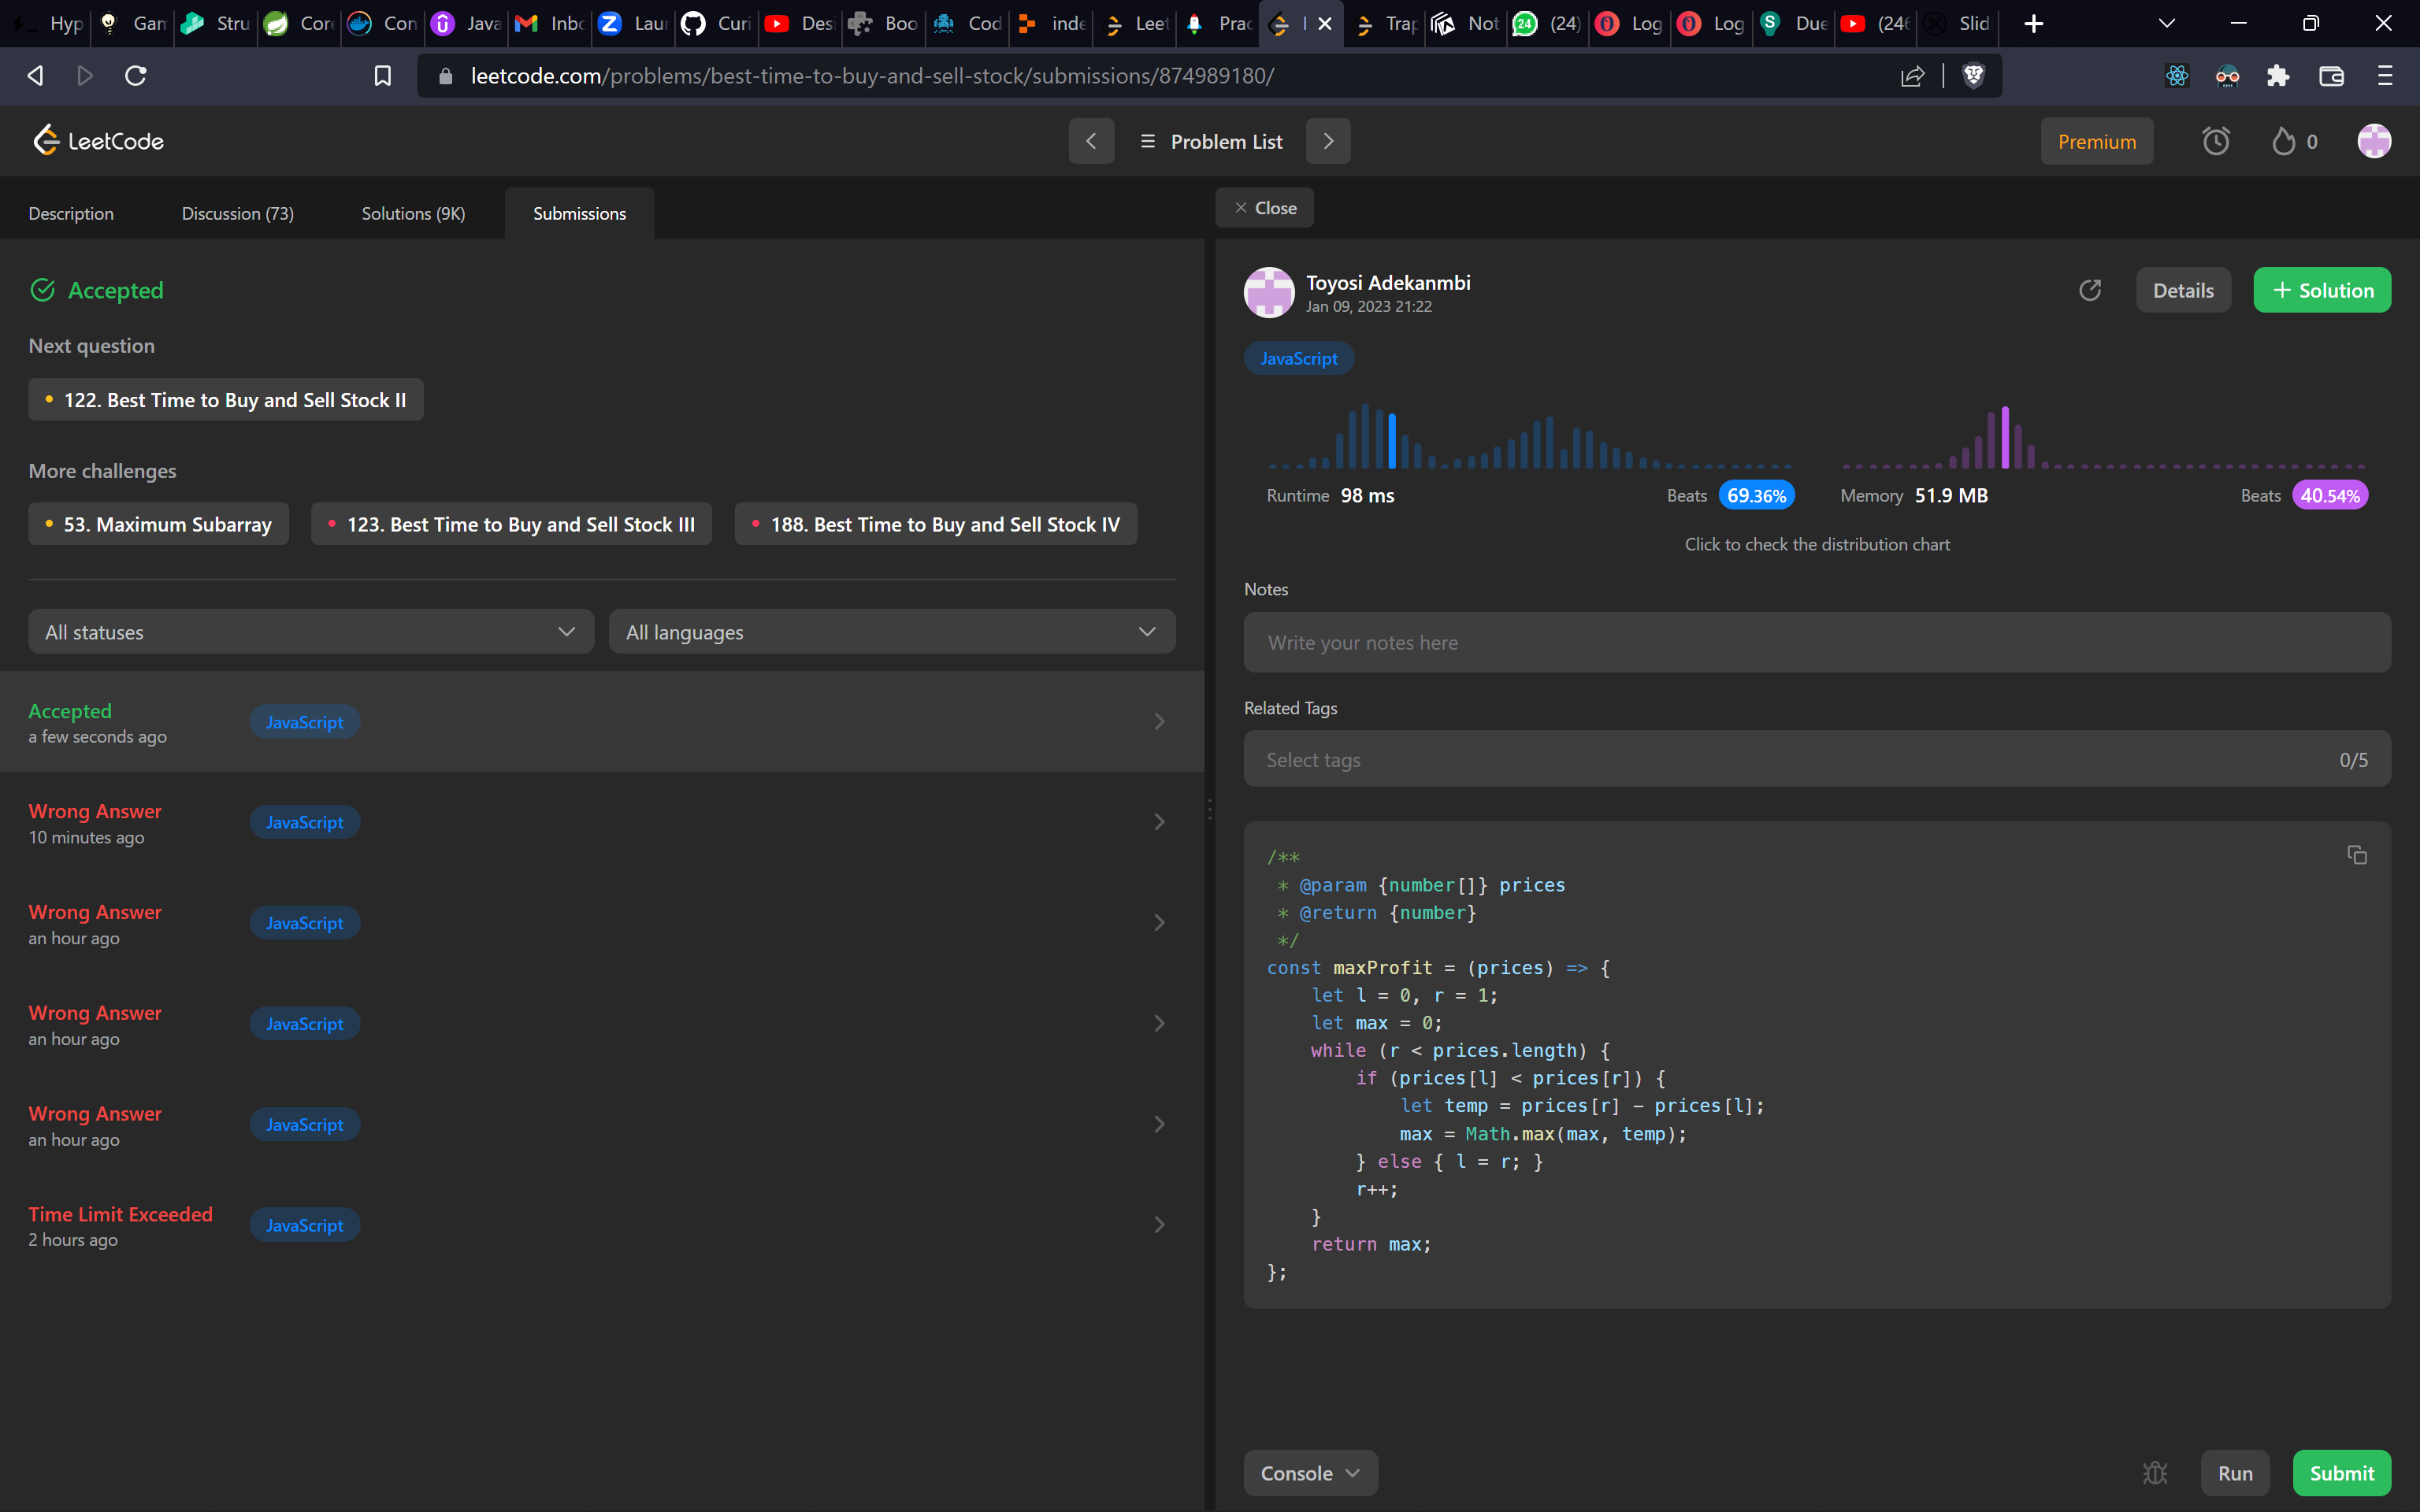 Hyp
Gam
Stru
Core
Con
Java
Inbo
Laun
Curi
Desi
Boo
Cod
inde
Leet
Prac
Trap
Not
(24)
Log
Log
Due
(246
Slid
leetcode.com/problems/best-time-to-buy-and-sell-stock/submissions/874989180/
LeetCode
Problem List
Premium
0
Description
Discussion (73)
Solutions (9K)
Submissions
Close
Accepted
Next question
122. Best Time to Buy and Sell Stock II
More challenges
53. Maximum Subarray
123. Best Time to Buy and Sell Stock III
188. Best Time to Buy and Sell Stock IV
All statuses
All languages
Accepted
a few seconds ago
JavaScript
Wrong Answer
10 minutes ago
JavaScript
Wrong Answer
an hour ago
JavaScript
Wrong Answer
an hour ago
JavaScript
Wrong Answer
an hour ago
JavaScript
Time Limit Exceeded
2 hours ago
JavaScript
Toyosi Adekanmbi
Jan 09, 2023 21:22
Details
+ Solution
JavaScript
Runtime 98 ms
Beats 69.36%
Memory 51.9 MB
Beats 40.54%
Click to check the distribution chart
Notes
Write your notes here
Related Tags
Select tags
0/5
/**
 * @param {number[]} prices
 * @return {number}
 */
const maxProfit = (prices) => {
    let l = 0, r = 1;
    let max = 0;
    while (r < prices.length) {
        if (prices[l] < prices[r]) {
            let temp = prices[r] - prices[l];
            max = Math.max(max, temp);
        } else { l = r; }
        r++;
    }
    return max;
};
Console
Run
Submit